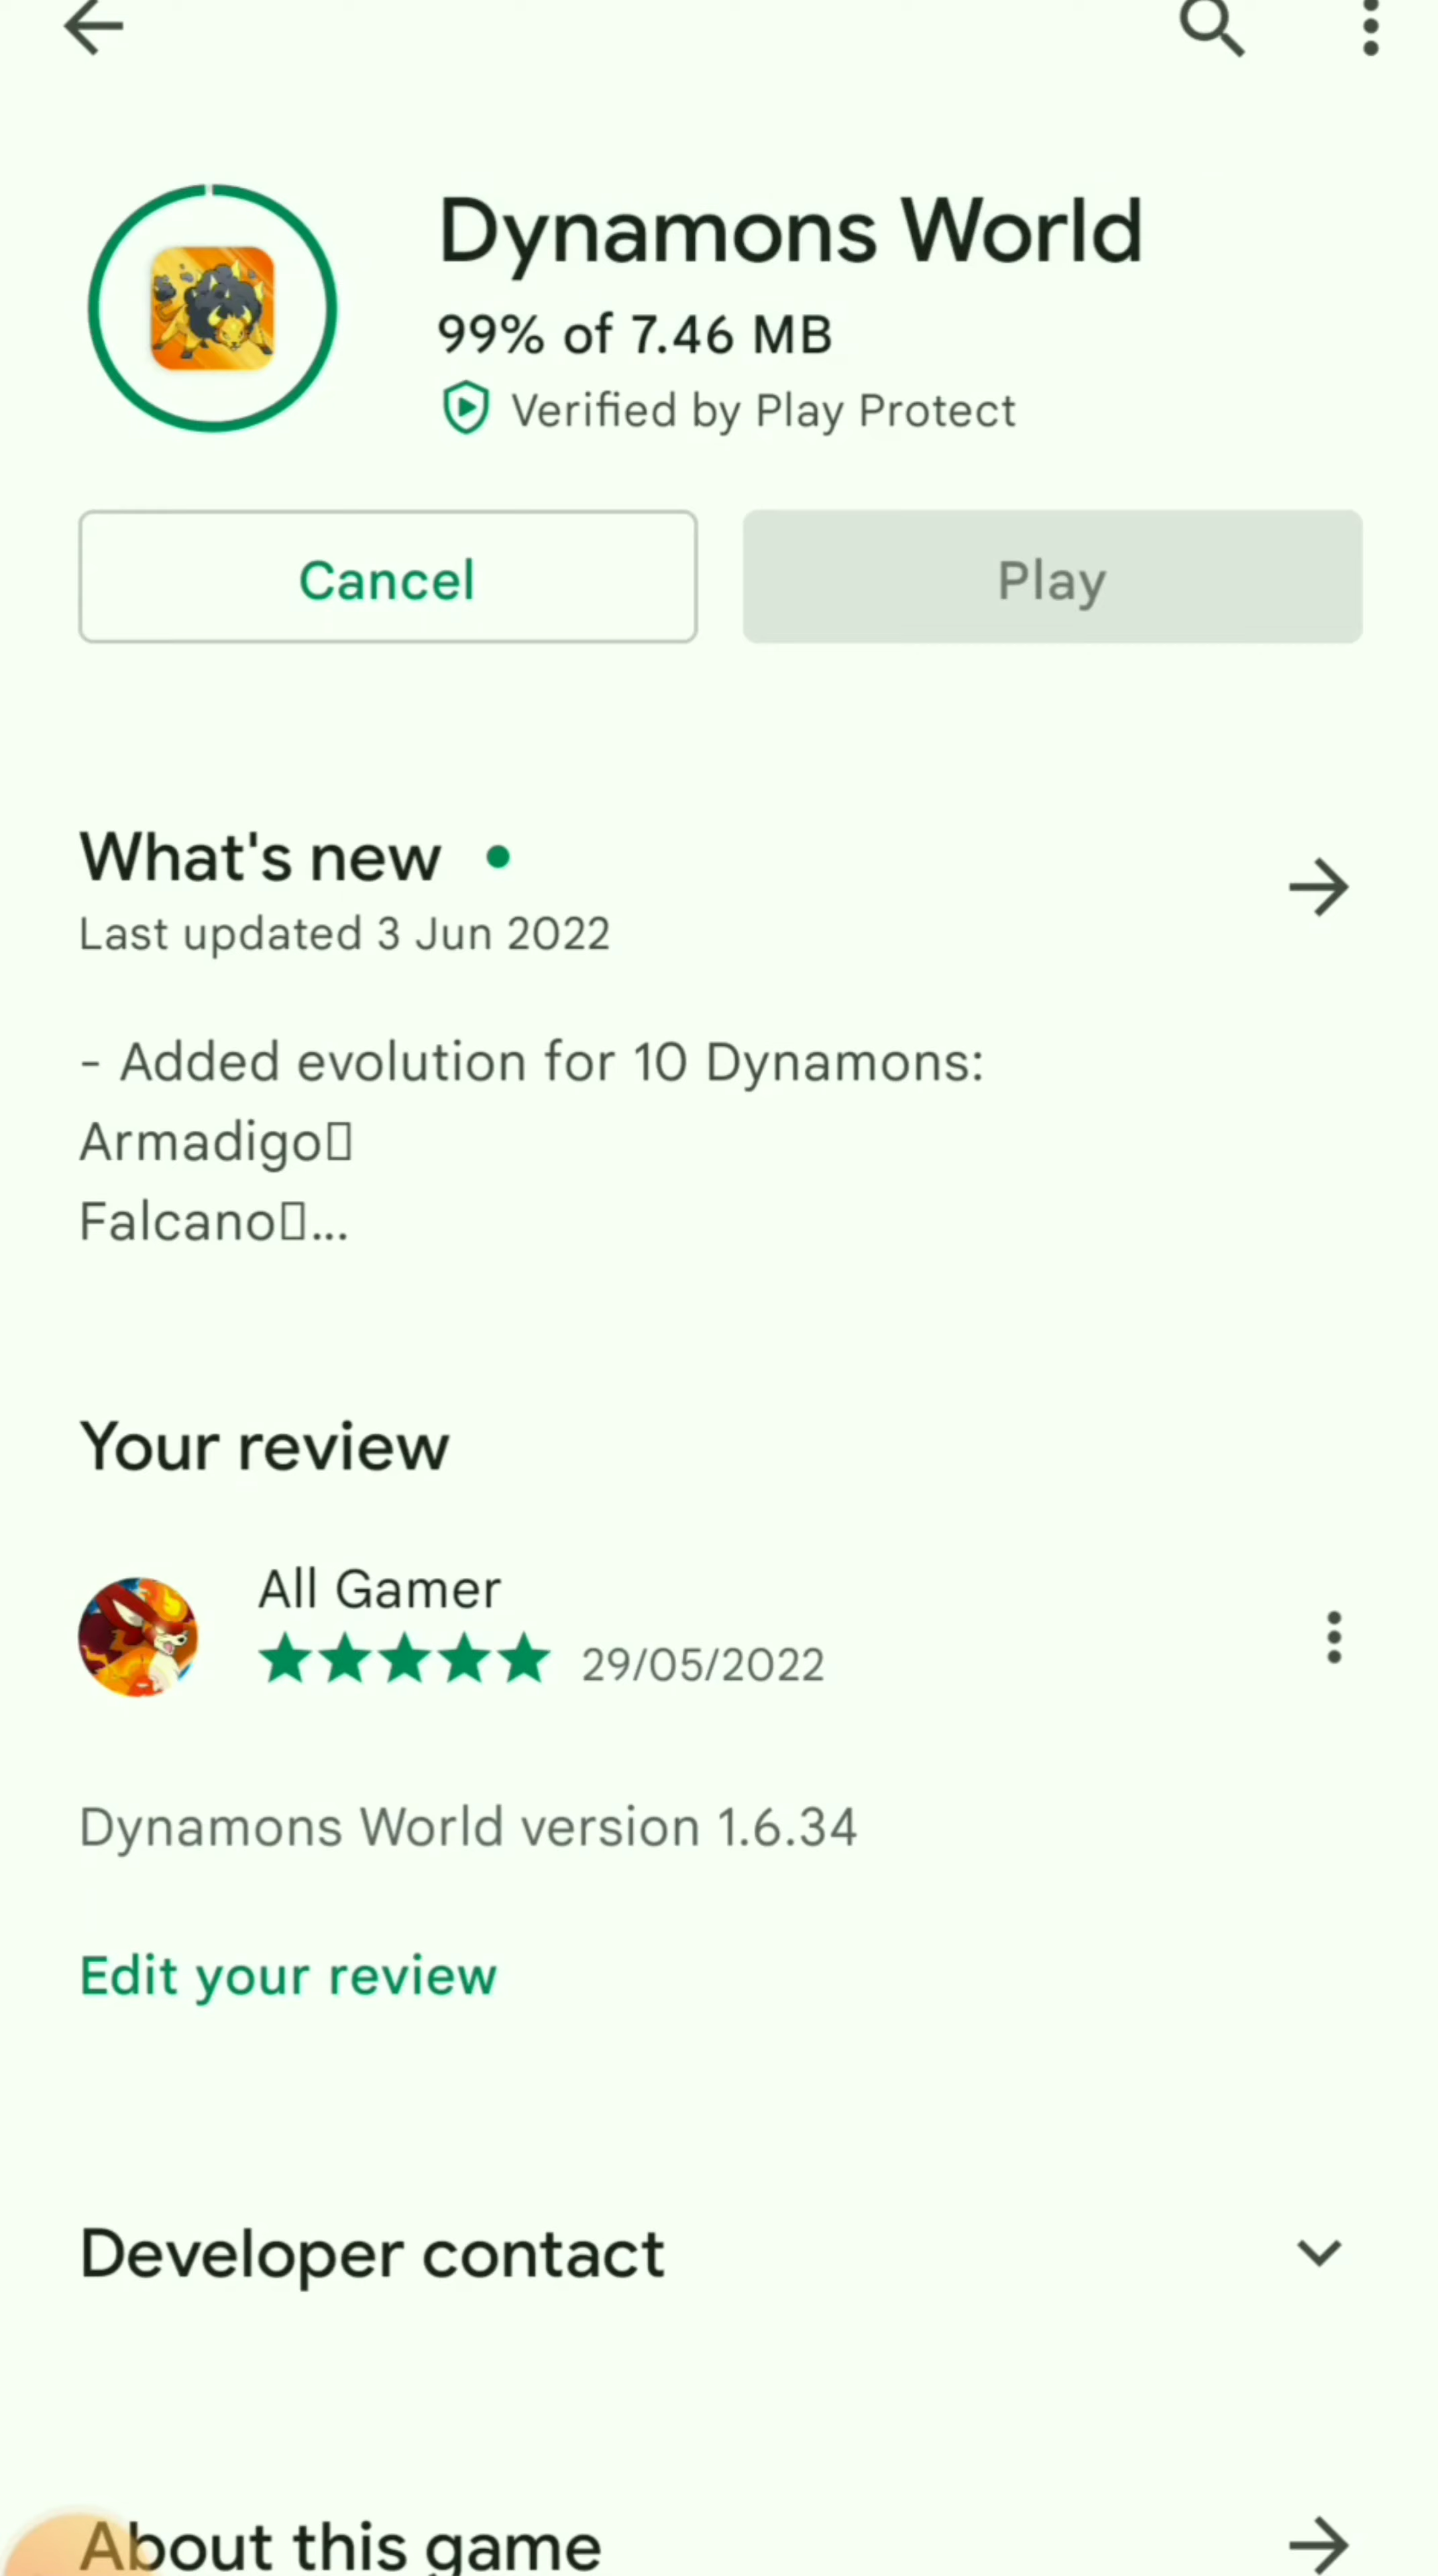 Dynamons World
99% of 7.46 MB
Verified by Play Protect
Cancel
Play
What's new
Last updated 3 Jun 2022
- Added evolution for 10 Dynamons:
Armadigo
Falcano...
Your review
All Gamer
29/05/2022
Dynamons World version 1.6.34
Edit your review
Developer contact
About this game